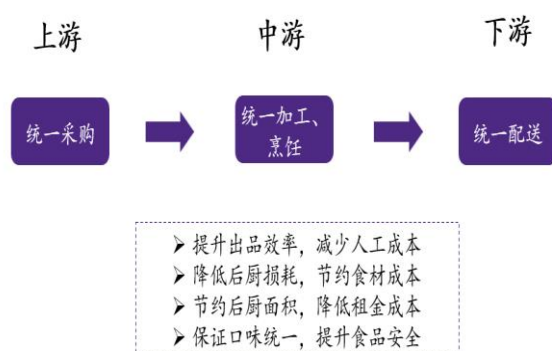 上游
中游
下游
统一采购
统一加工、
烹饪
统一配送
➢ 提升出品效率，减少人工成本
➢ 降低后厨损耗，节约食材成本
➢ 节约后厨面积，降低租金成本
➢ 保证口味统一，提升食品安全